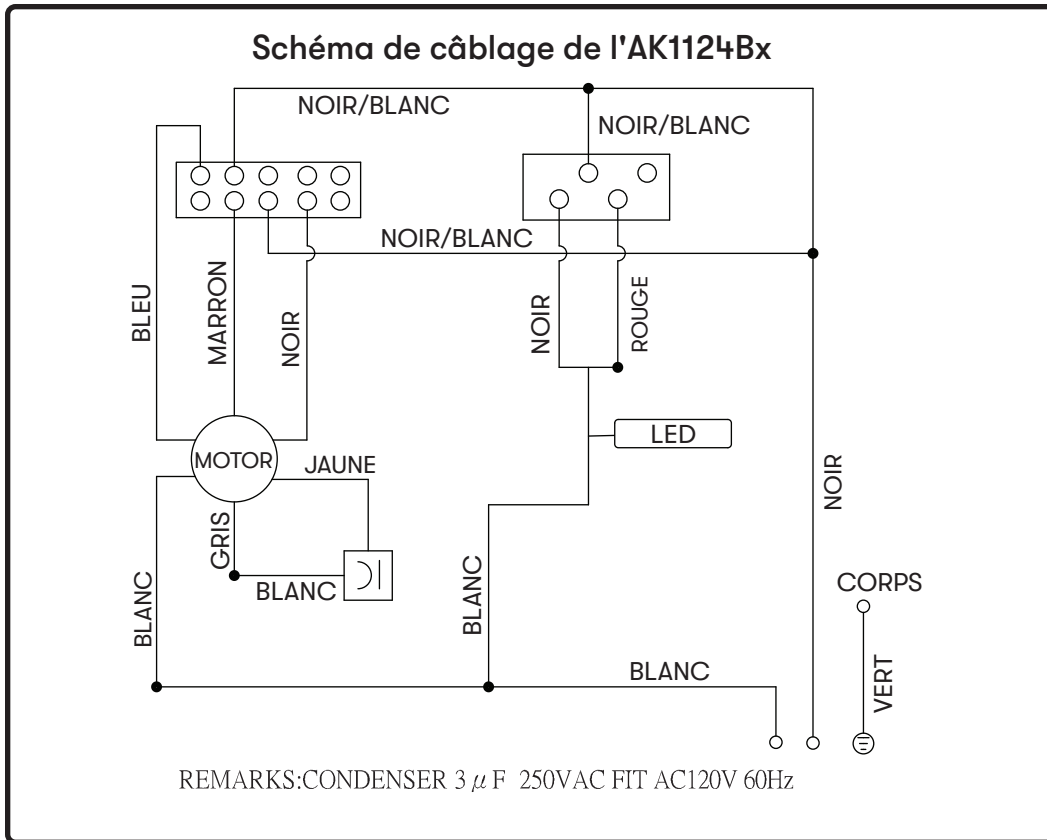 Schéma de câblage de l'AK1124Bx
NOIR/BLANC
NOIR/BLANC
NOIR/BLANC
BLEU
MARRON
NOIR
NOIR
ROUGE
MOTOR
JAUNE
LED
NOIR
GRIS
BLANC
BLANC
BLANC
CORPS
BLANC
VERT
REMARKS:CONDENSER 3 μ F 250VAC FIT AC120V 60Hz